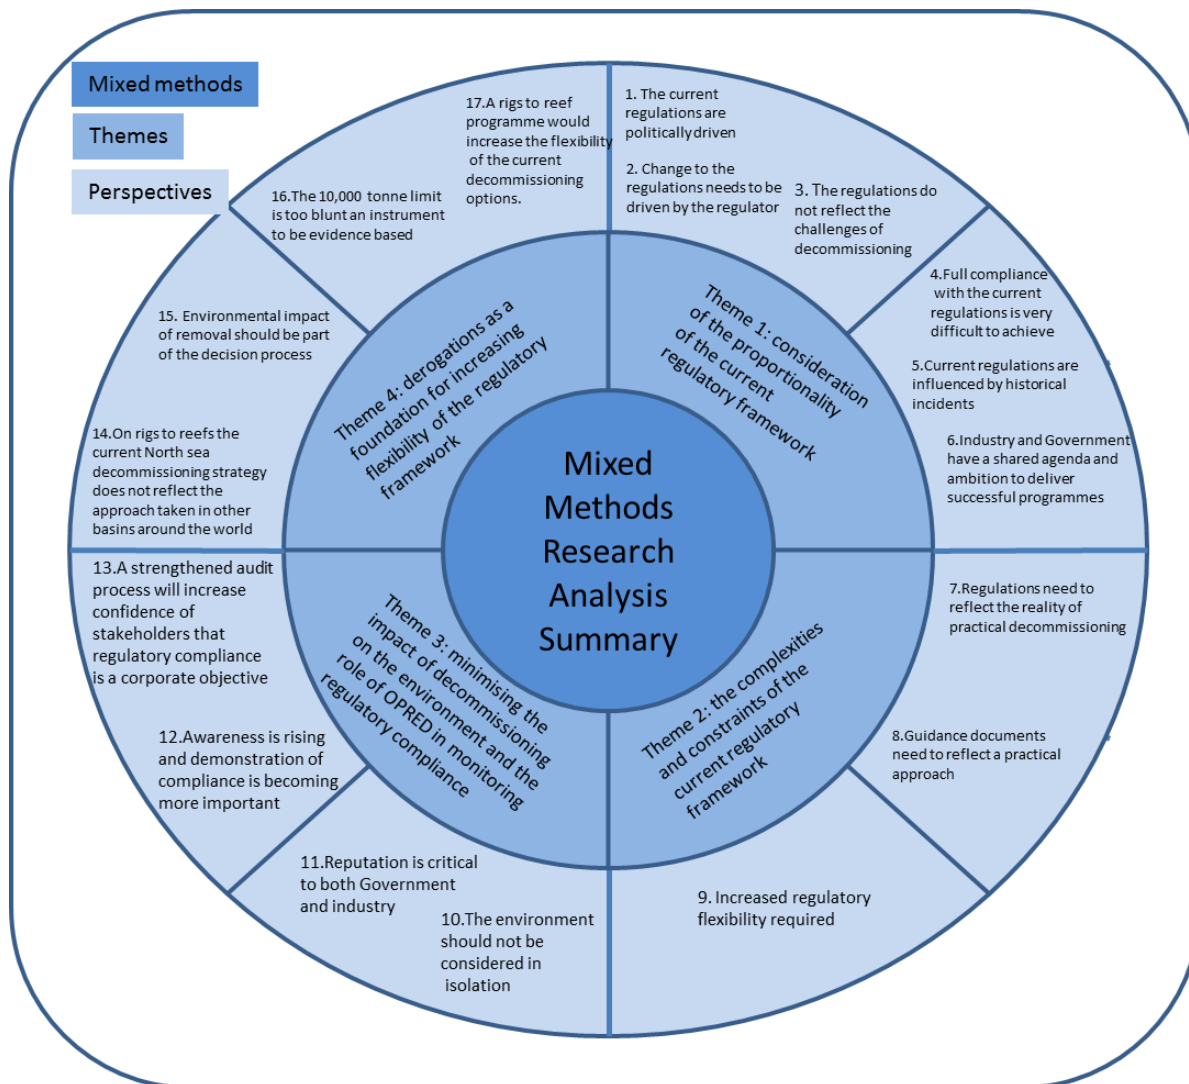 Mixed methods
Themes
Perspectives
1. The current
regulations are
politically driven
2. Change to the
regulations needs to be
driven by the regulator
3. The regulations do
not reflect the
challenges of
decommissioning
4.Full compliance
with the current
regulations is very
difficult to achieve
5.Current regulations are
influenced by historical
incidents
6.Industry and Government
have a shared agenda and
ambition to deliver
successful programmes
7.Regulations need to
reflect the reality of
practical decommissioning
8.Guidance documents
need to reflect a practical
approach
9. Increased regulatory
flexibility required
10.The environment
should not be
considered in
isolation
11.Reputation is critical
to both Government
and industry
12.Awareness is rising
and demonstration of
compliance is becoming
more important
13.A strengthened audit
process will increase
confidence of
stakeholders that
regulatory compliance
is a corporate objective
14.On rigs to reefs the
current North sea
decommissioning strategy
does not reflect the
approach taken in other
basins around the world
15. Environmental impact
of removal should be part
of the decision process
16.The 10,000 tonne limit
is too blunt an instrument
to be evidence based
17.A rigs to reef
programme would
increase the flexibility
of the current
decommissioning
options.
Theme 1: consideration
of the proportionality
of the current
regulatory framework
Theme 2: the complexities
and constraints of the
current regulatory
framework
Theme 3: minimising the
impact of decommissioning
on the environment and the
role of OPRED in monitoring
regulatory compliance
Theme 4: derogations as a
foundation for increasing
flexibility of the regulatory
framework
Mixed
Methods
Research
Analysis
Summary